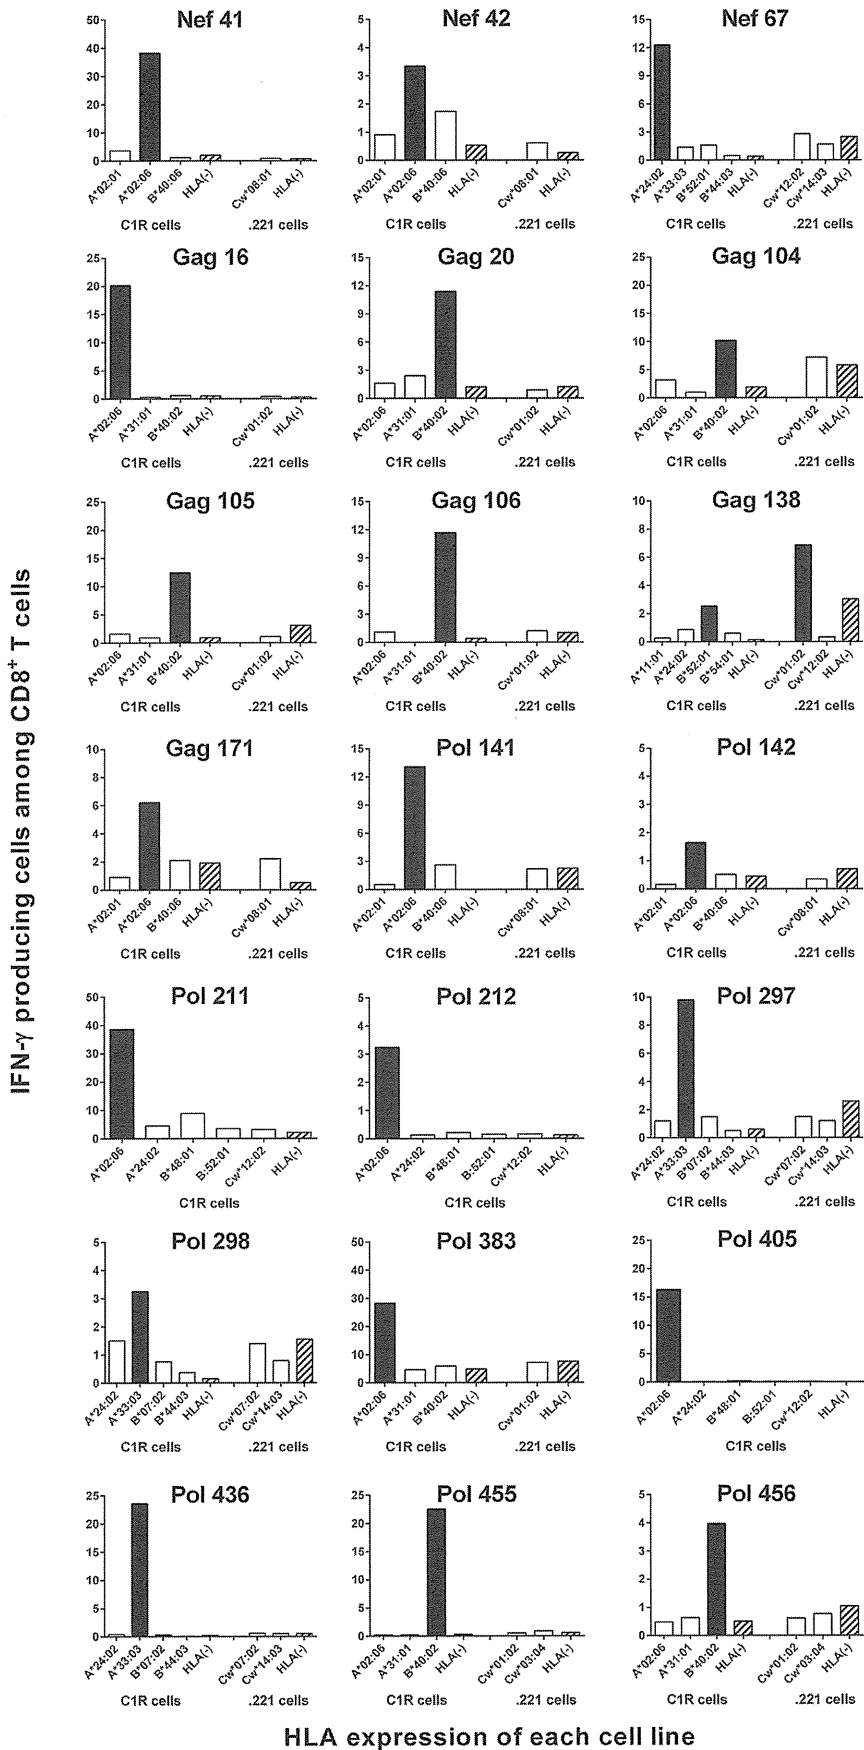 IFN-γ producing cells among CD8⁺ T cells
Nef 41
50
40
30
20
10
0
A*02:01
A*02:06
B*40:06
HLA(-)
Cw*08:01
HLA(-)
C1R cells
.221 cells
Nef 42
5
4
3
2
1
0
A*02:01
A*02:06
B*40:06
HLA(-)
Cw*08:01
HLA(-)
C1R cells
.221 cells
Nef 67
15
12
9
6
3
0
A*24:02
A*33:03
B*52:01
B*44:03
HLA(-)
Cw*12:02
Cw*14:03
HLA(-)
C1R cells
.221 cells
Gag 16
25
20
15
10
5
0
A*02:06
A*31:01
B*40:02
HLA(-)
Cw*01:02
HLA(-)
C1R cells
.221 cells
Gag 20
15
12
9
6
3
0
A*02:06
A*31:01
B*40:02
HLA(-)
Cw*01:02
HLA(-)
C1R cells
.221 cells
Gag 104
25
20
15
10
5
0
A*02:06
A*31:01
B*40:02
HLA(-)
Cw*01:02
HLA(-)
C1R cells
.221 cells
Gag 105
25
20
15
10
5
0
A*02:06
A*31:01
B*40:02
HLA(-)
Cw*01:02
HLA(-)
C1R cells
.221 cells
Gag 106
15
12
9
6
3
0
A*02:06
A*31:01
B*40:02
HLA(-)
Cw*01:02
HLA(-)
C1R cells
.221 cells
Gag 138
10
8
6
4
2
0
A*11:01
A*24:02
B*52:01
B*54:01
HLA(-)
Cw*01:02
Cw*12:02
HLA(-)
C1R cells
.221 cells
Gag 171
10
8
6
4
2
0
A*02:01
A*02:06
B*40:06
HLA(-)
Cw*08:01
HLA(-)
C1R cells
.221 cells
Pol 141
15
12
9
6
3
0
A*02:01
A*02:06
B*40:06
HLA(-)
Cw*08:01
HLA(-)
C1R cells
.221 cells
Pol 142
5
4
3
2
1
0
A*02:01
A*02:06
B*40:06
HLA(-)
Cw*08:01
HLA(-)
C1R cells
.221 cells
Pol 211
50
40
30
20
10
0
A*02:06
A*24:02
B*48:01
B:52:01
Cw*12:02
HLA(-)
C1R cells
Pol 212
5
4
3
2
1
0
A*02:06
A*24:02
B*48:01
B:52:01
Cw*12:02
HLA(-)
C1R cells
Pol 297
10
8
6
4
2
0
A*24:02
A*33:03
B*07:02
B*44:03
HLA(-)
Cw*07:02
Cw*14:03
HLA(-)
C1R cells
.221 cells
Pol 298
5
4
3
2
1
0
A*24:02
A*33:03
B*07:02
B*44:03
HLA(-)
Cw*07:02
Cw*14:03
HLA(-)
C1R cells
.221 cells
Pol 383
50
40
30
20
10
0
A*02:06
A*31:01
B*40:02
HLA(-)
Cw*01:02
HLA(-)
C1R cells
.221 cells
Pol 405
25
20
15
10
5
0
A*02:06
A*24:02
B*48:01
B:52:01
Cw*12:02
HLA(-)
C1R cells
Pol 436
25
20
15
10
5
0
A*24:02
A*33:03
B*07:02
B*44:03
HLA(-)
Cw*07:02
Cw*14:03
HLA(-)
C1R cells
.221 cells
Pol 455
25
20
15
10
5
0
A*02:06
A*31:01
B*40:02
HLA(-)
Cw*01:02
Cw*03:04
HLA(-)
C1R cells
.221 cells
Pol 456
5
4
3
2
1
0
A*02:06
A*31:01
B*40:02
HLA(-)
Cw*01:02
Cw*03:04
HLA(-)
C1R cells
.221 cells
HLA expression of each cell line